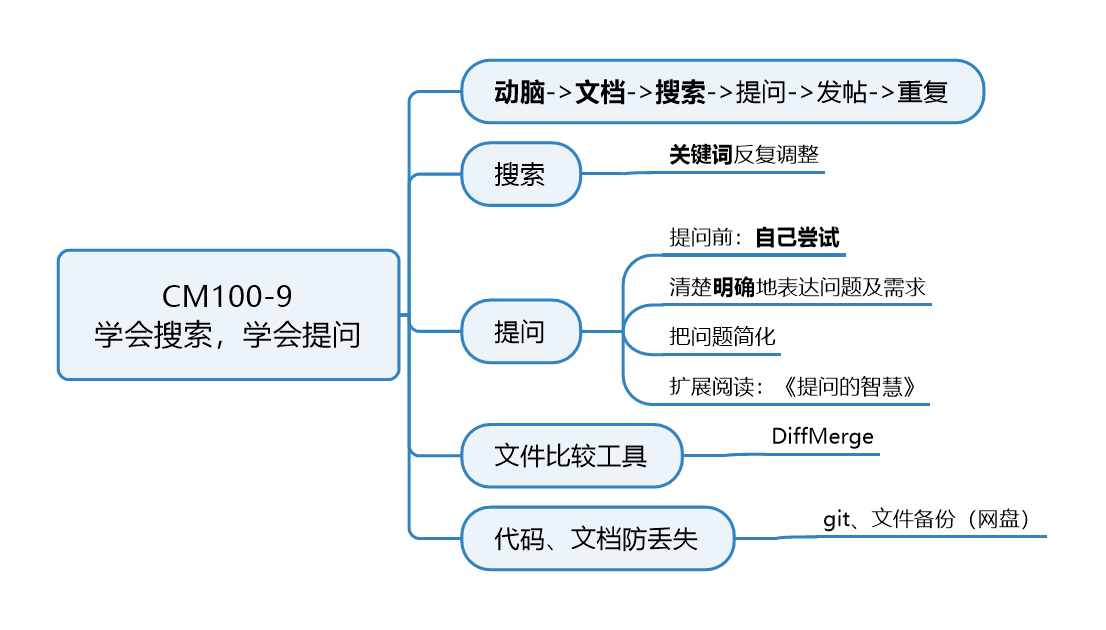 CM100-9
学会搜索，学会提问
动脑->文档->搜索->提问->发帖->重复
搜索
关键词反复调整
提问
提问前：自己尝试
清楚明确地表达问题及需求
把问题简化
扩展阅读：《提问的智慧》
文件比较工具
DiffMerge
代码、文档防丢失
git、文件备份（网盘）